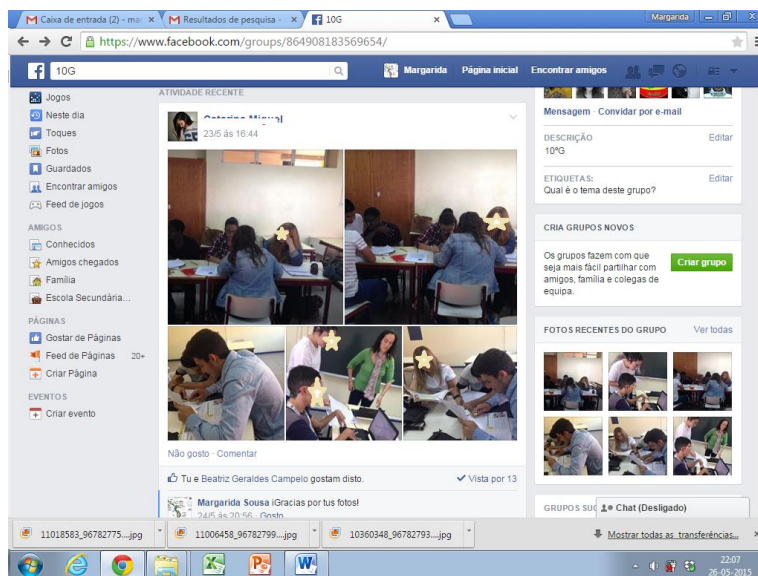 Caixa de entrada (2) - mar
Resultados de pesquisa -
10G
Margarida
https://www.facebook.com/groups/864908183569654/
10G
Margarida
Página inicial
Encontrar amigos
Jogos
Neste dia
Toques
Fotos
Guardados
Encontrar amigos
Feed de jogos
AMIGOS
Conhecidos
Amigos chegados
Família
Escola Secundária...
PÁGINAS
Gostar de Páginas
Feed de Páginas 20+
Criar Página
EVENTOS
Criar evento
ATIVIDADE RECENTE
23/5 às 16:44
Não gosto · Comentar
Tu e Beatriz Geraldes Campelo gostam disto.
Vista por 13
Margarida Sousa ¡Gracias por tus fotos!
24/5 às 20:56 · Gosto
Mensagem · Convidar por e-mail
DESCRIÇÃO Editar
10ºG
ETIQUETAS: Editar
Qual é o tema deste grupo?
CRIA GRUPOS NOVOS
Os grupos fazem com que
seja mais fácil partilhar com
amigos, família e colegas de
equipa.
Criar grupo
FOTOS RECENTES DO GRUPO Ver todas
GRUPOS SUG
Chat (Desligado)
11018583_96782775....jpg
11006458_96782799....jpg
10360348_96782793....jpg
Mostrar todas as transferências...
22:07
26-05-2015